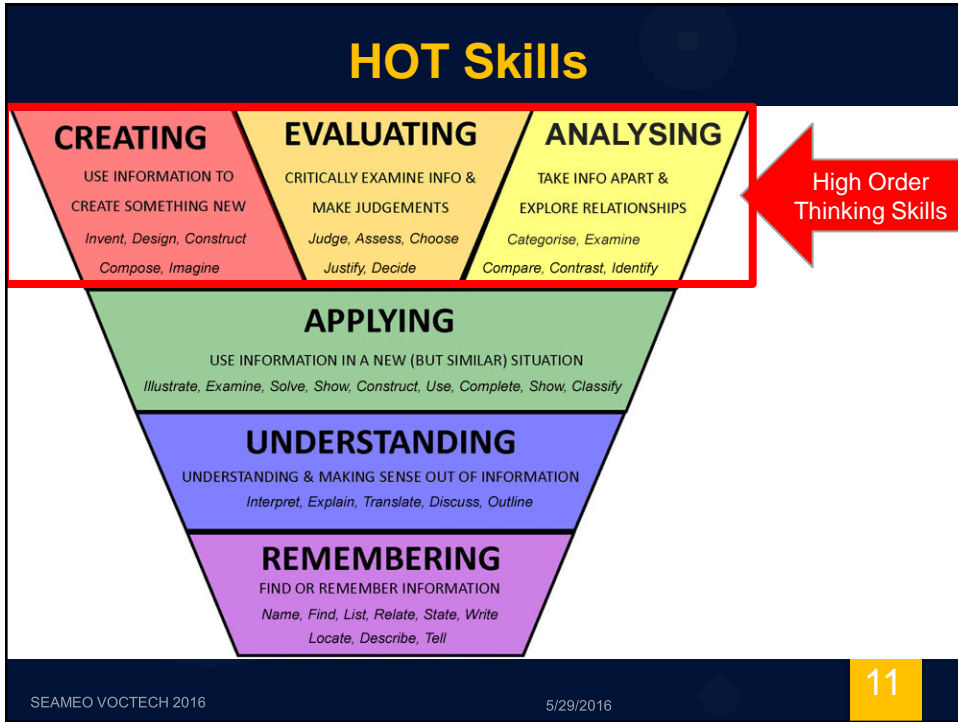 HOT Skills
CREATING
USE INFORMATION TO
CREATE SOMETHING NEW
Invent, Design, Construct
Compose, Imagine
EVALUATING
CRITICALLY EXAMINE INFO &
MAKE JUDGEMENTS
Judge, Assess, Choose
Justify, Decide
ANALYSING
TAKE INFO APART &
EXPLORE RELATIONSHIPS
Categorise, Examine
Compare, Contrast, Identify
High Order
Thinking Skills
APPLYING
USE INFORMATION IN A NEW (BUT SIMILAR) SITUATION
Illustrate, Examine, Solve, Show, Construct, Use, Complete, Show, Classify
UNDERSTANDING
UNDERSTANDING & MAKING SENSE OUT OF INFORMATION
Interpret, Explain, Translate, Discuss, Outline
REMEMBERING
FIND OR REMEMBER INFORMATION
Name, Find, List, Relate, State, Write
Locate, Describe, Tell
SEAMEO VOCTECH 2016
5/29/2016
11